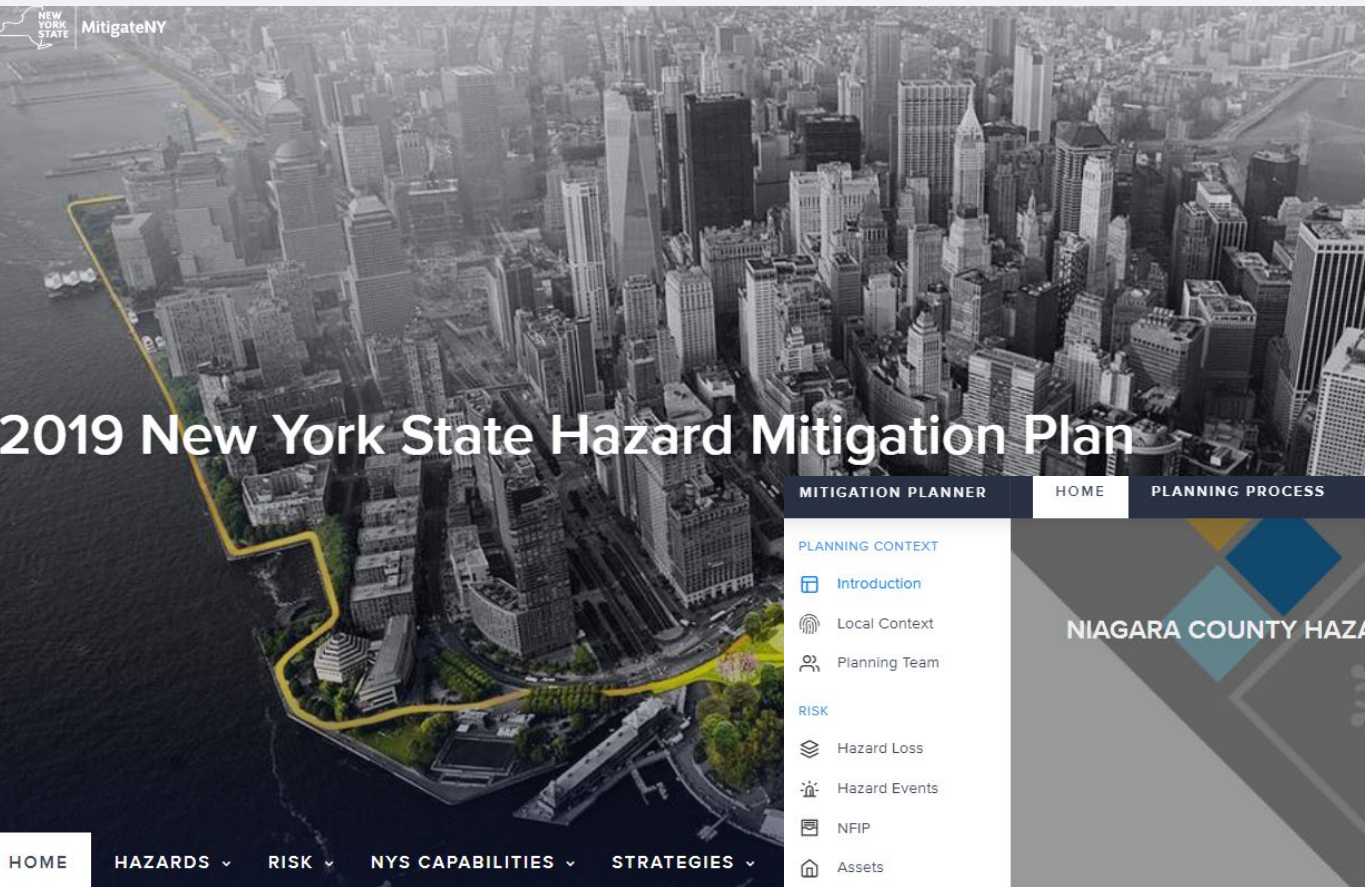 NEW
YORK
STATE
MitigateNY
2019 New York State Hazard Mitigation Plan
MITIGATION PLANNER
HOME
PLANNING PROCESS
PLANNING CONTEXT
Introduction
Local Context
Planning Team
NIAGARA COUNTY HAZA
RISK
Hazard Loss
Hazard Events
NFIP
Assets
HOME
HAZARDS
RISK
NYS CAPABILITIES
STRATEGIES